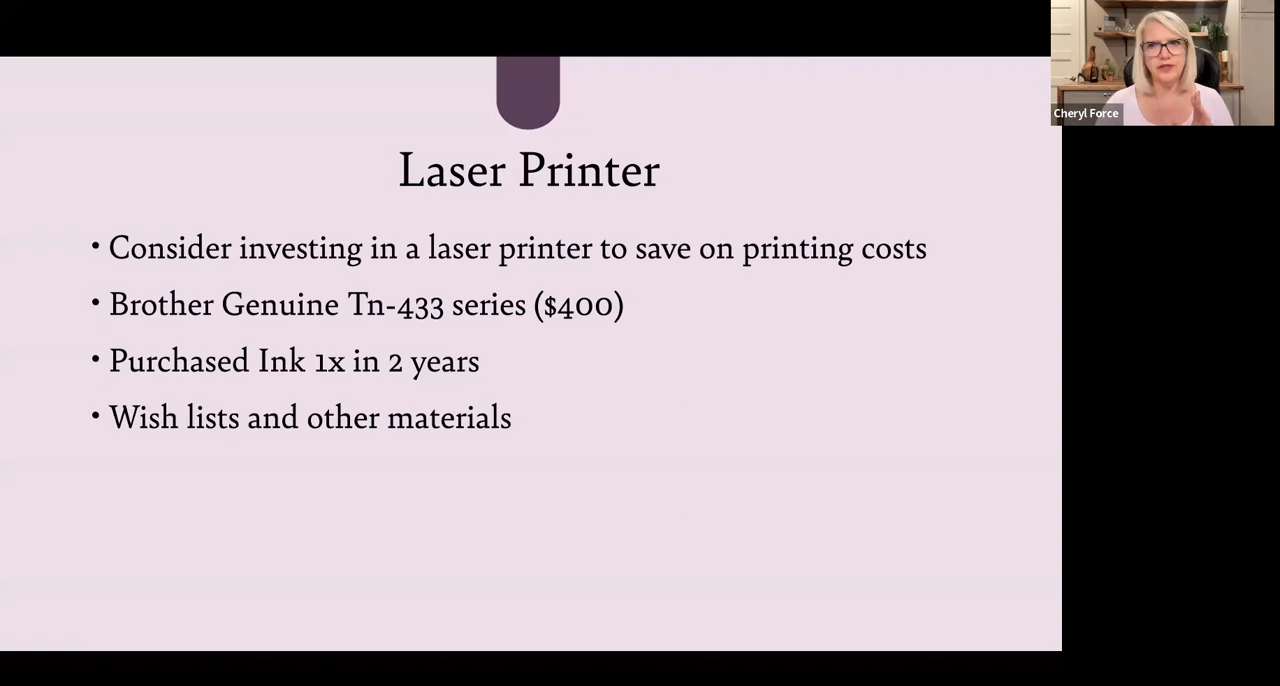 Cheryl Force
Laser Printer
• Consider investing in a laser printer to save on printing costs
• Brother Genuine Tn-433 series ($400)
• Purchased Ink 1x in 2 years
• Wish lists and other materials